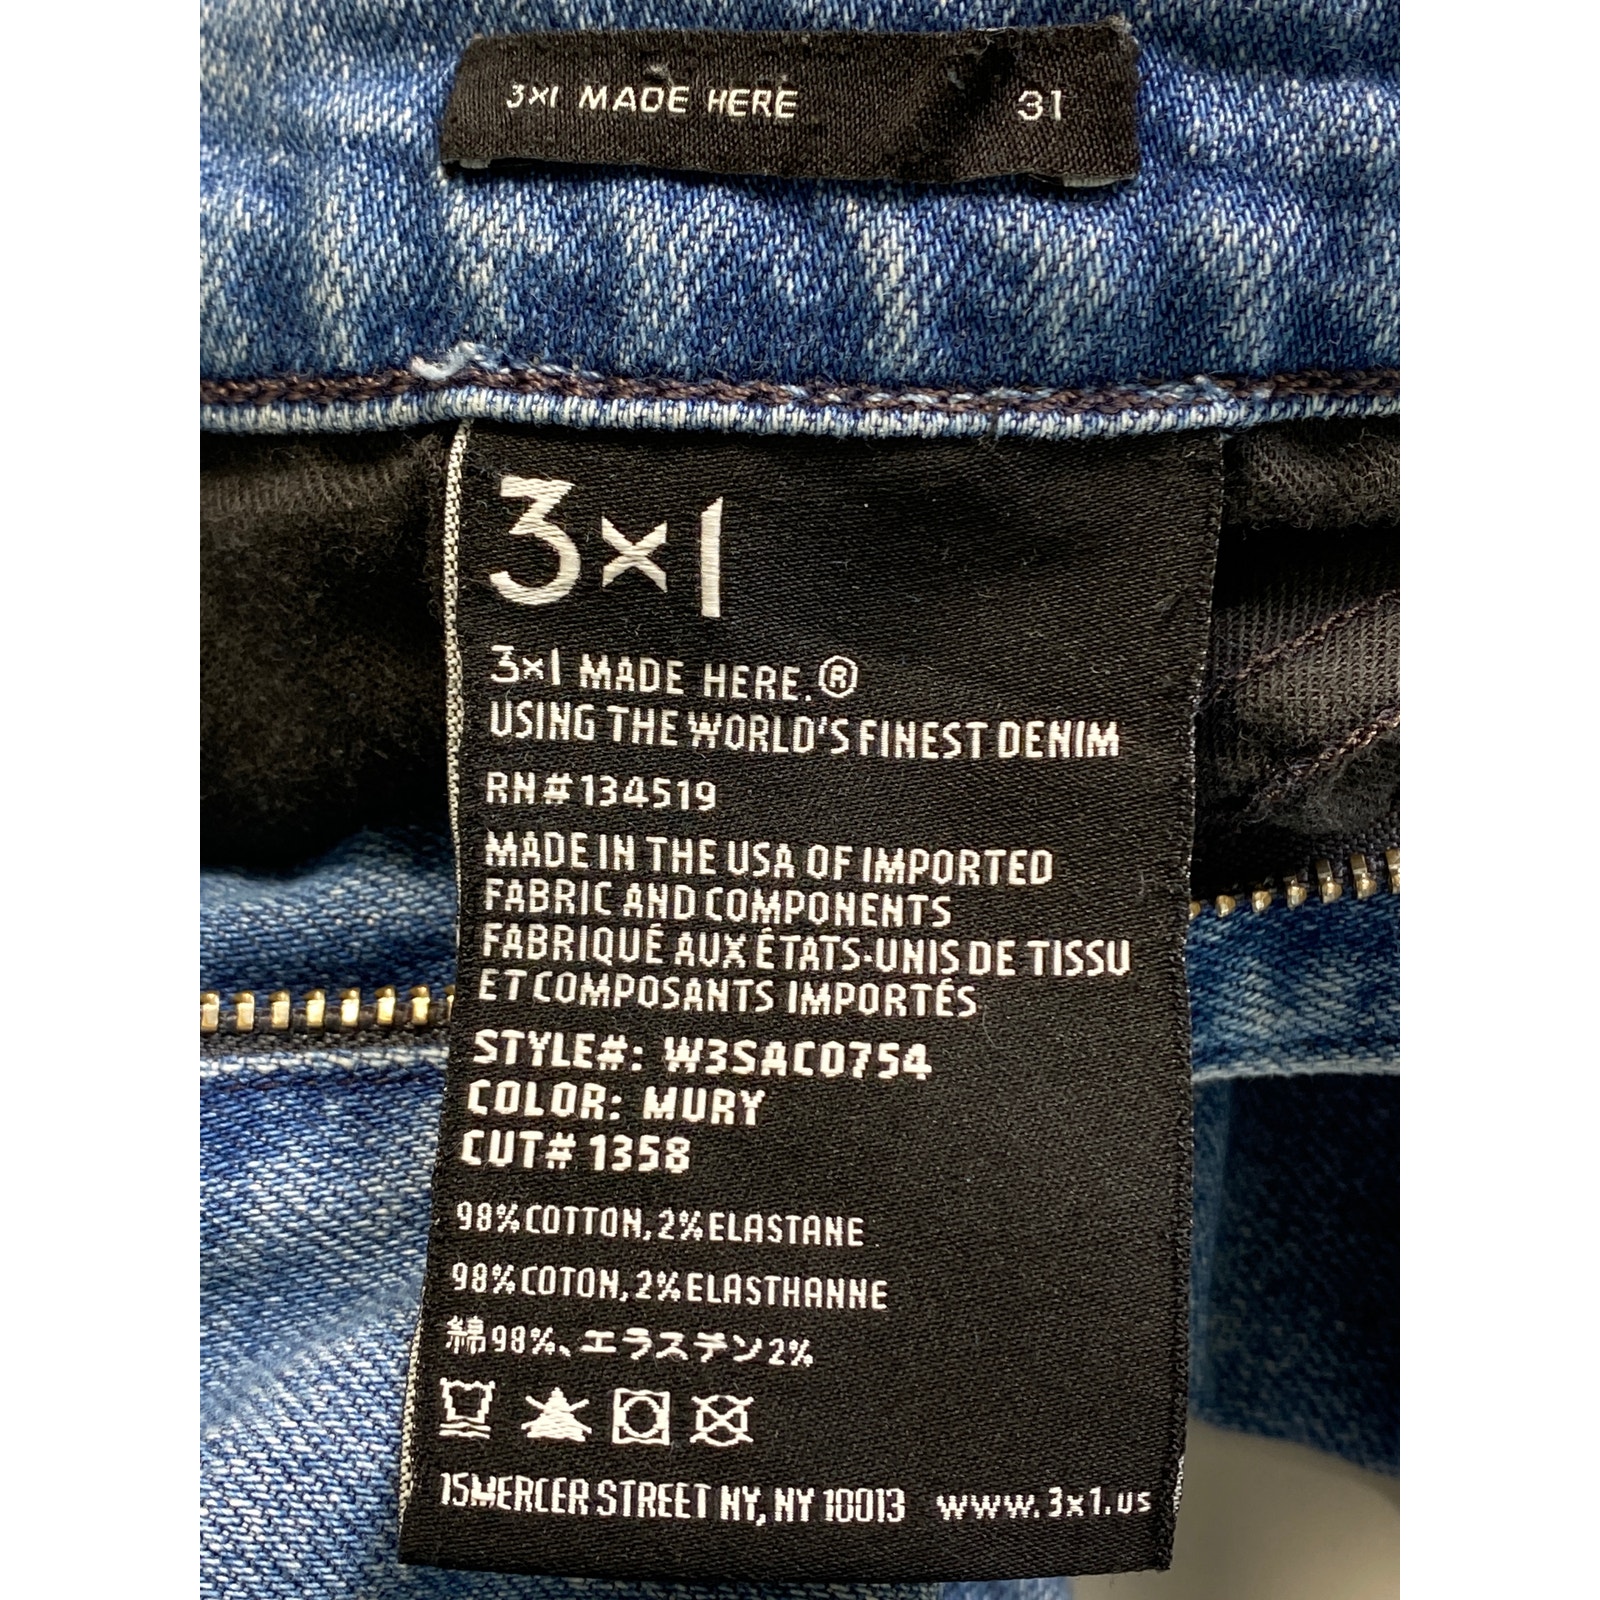 3x1 MADE HERE 31
3x1
3x1 MADE HERE.®
USING THE WORLD'S FINEST DENIM
RN# 134519
MADE IN THE USA OF IMPORTED
FABRIC AND COMPONENTS
FABRIQUÉ AUX ÉTATS-UNIS DE TISSU
ET COMPOSANTS IMPORTÉS
STYLE#: W3SAC0754
COLOR: MURY
CUT# 1358
98% COTTON, 2% ELASTANE
98% COTON, 2% ELASTHANNE
綿98%、エラステン2%
15 MERCER STREET NY, NY 10013 www.3x1.us